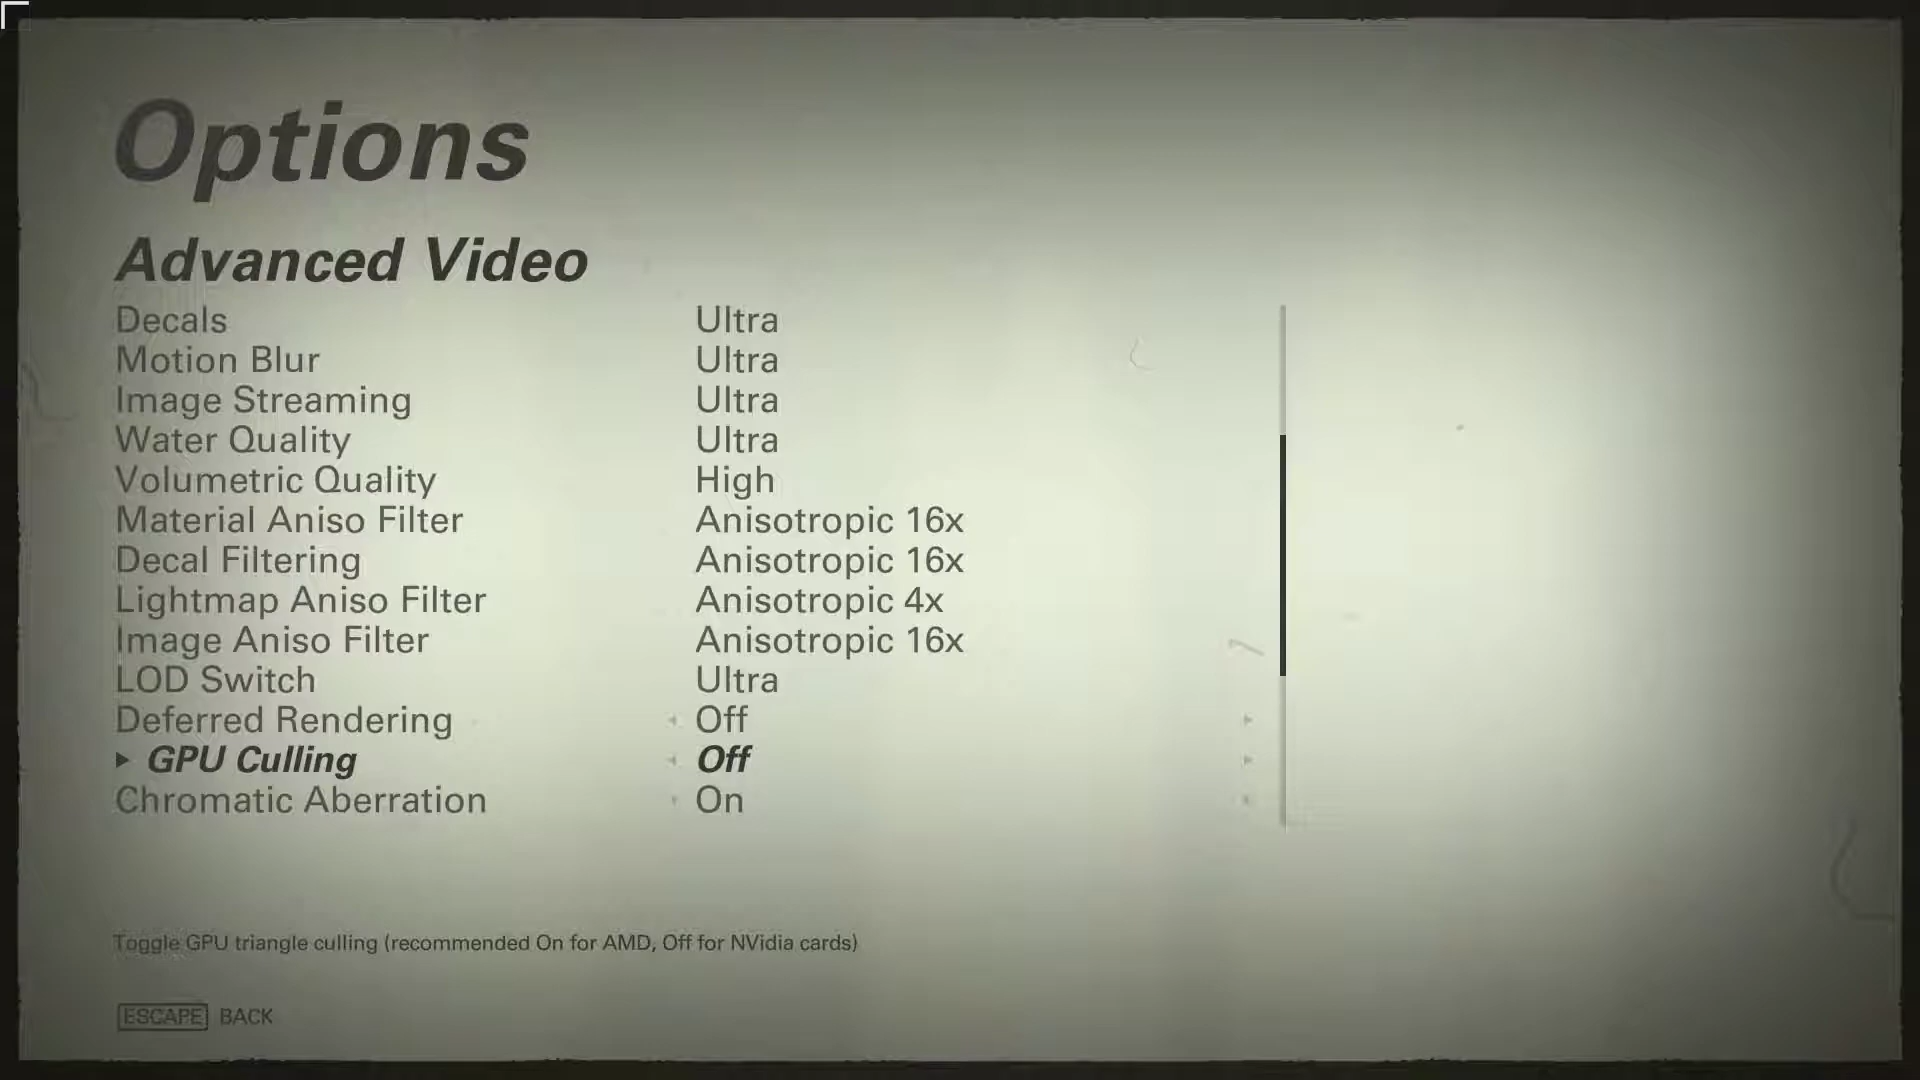 Options
Advanced Video
Decals Ultra
Motion Blur Ultra
Image Streaming Ultra
Water Quality Ultra
Volumetric Quality High
Material Aniso Filter Anisotropic 16x
Decal Filtering Anisotropic 16x
Lightmap Aniso Filter Anisotropic 4x
Image Aniso Filter Anisotropic 16x
LOD Switch Ultra
Deferred Rendering Off
GPU Culling Off
Chromatic Aberration On
Toggle GPU triangle culling (recommended On for AMD, Off for NVidia cards)
ESCAPE BACK